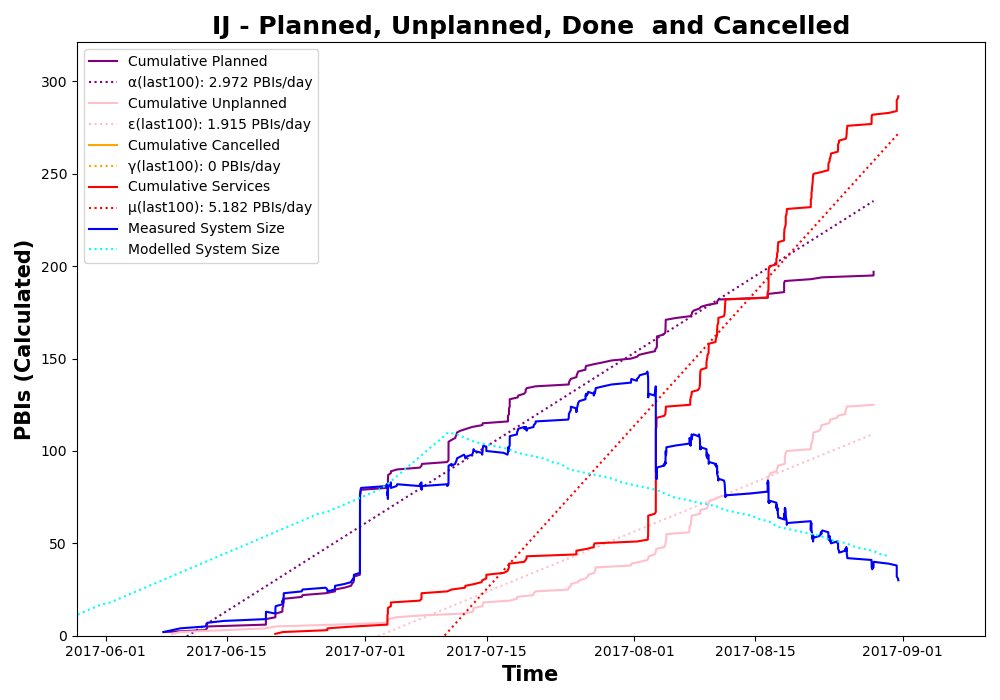 IJ - Planned, Unplanned, Done  and Cancelled
Cumulative Planned
α(last100): 2.972 PBIs/day
Cumulative Unplanned
ε(last100): 1.915 PBIs/day
Cumulative Cancelled
γ(last100): 0 PBIs/day
Cumulative Services
μ(last100): 5.182 PBIs/day
Measured System Size
Modelled System Size
PBIs (Calculated)
300
250
200
150
100
50
0
2017-06-01 2017-06-15 2017-07-01 2017-07-15 2017-08-01 2017-08-15 2017-09-01
Time